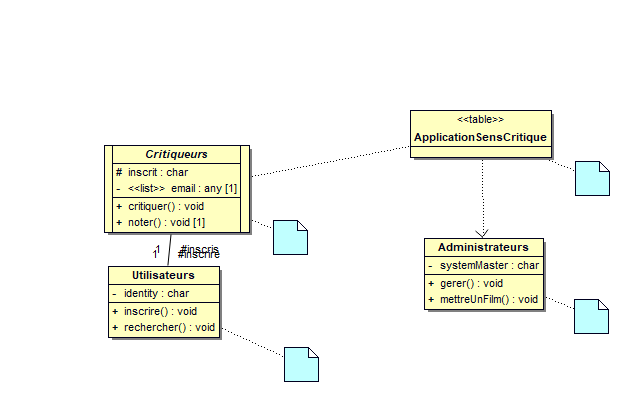 <<table>>
ApplicationSensCritique
Critiqueurs
# inscrit : char
- <<list>> email : any [1]
+ critiquer() : void
+ noter() : void [1]
1 #inscris
1 #inscrire
Utilisateurs
- identity : char
+ inscrire() : void
+ rechercher() : void
Administrateurs
- systemMaster : char
+ gerer() : void
+ mettreUnFilm() : void